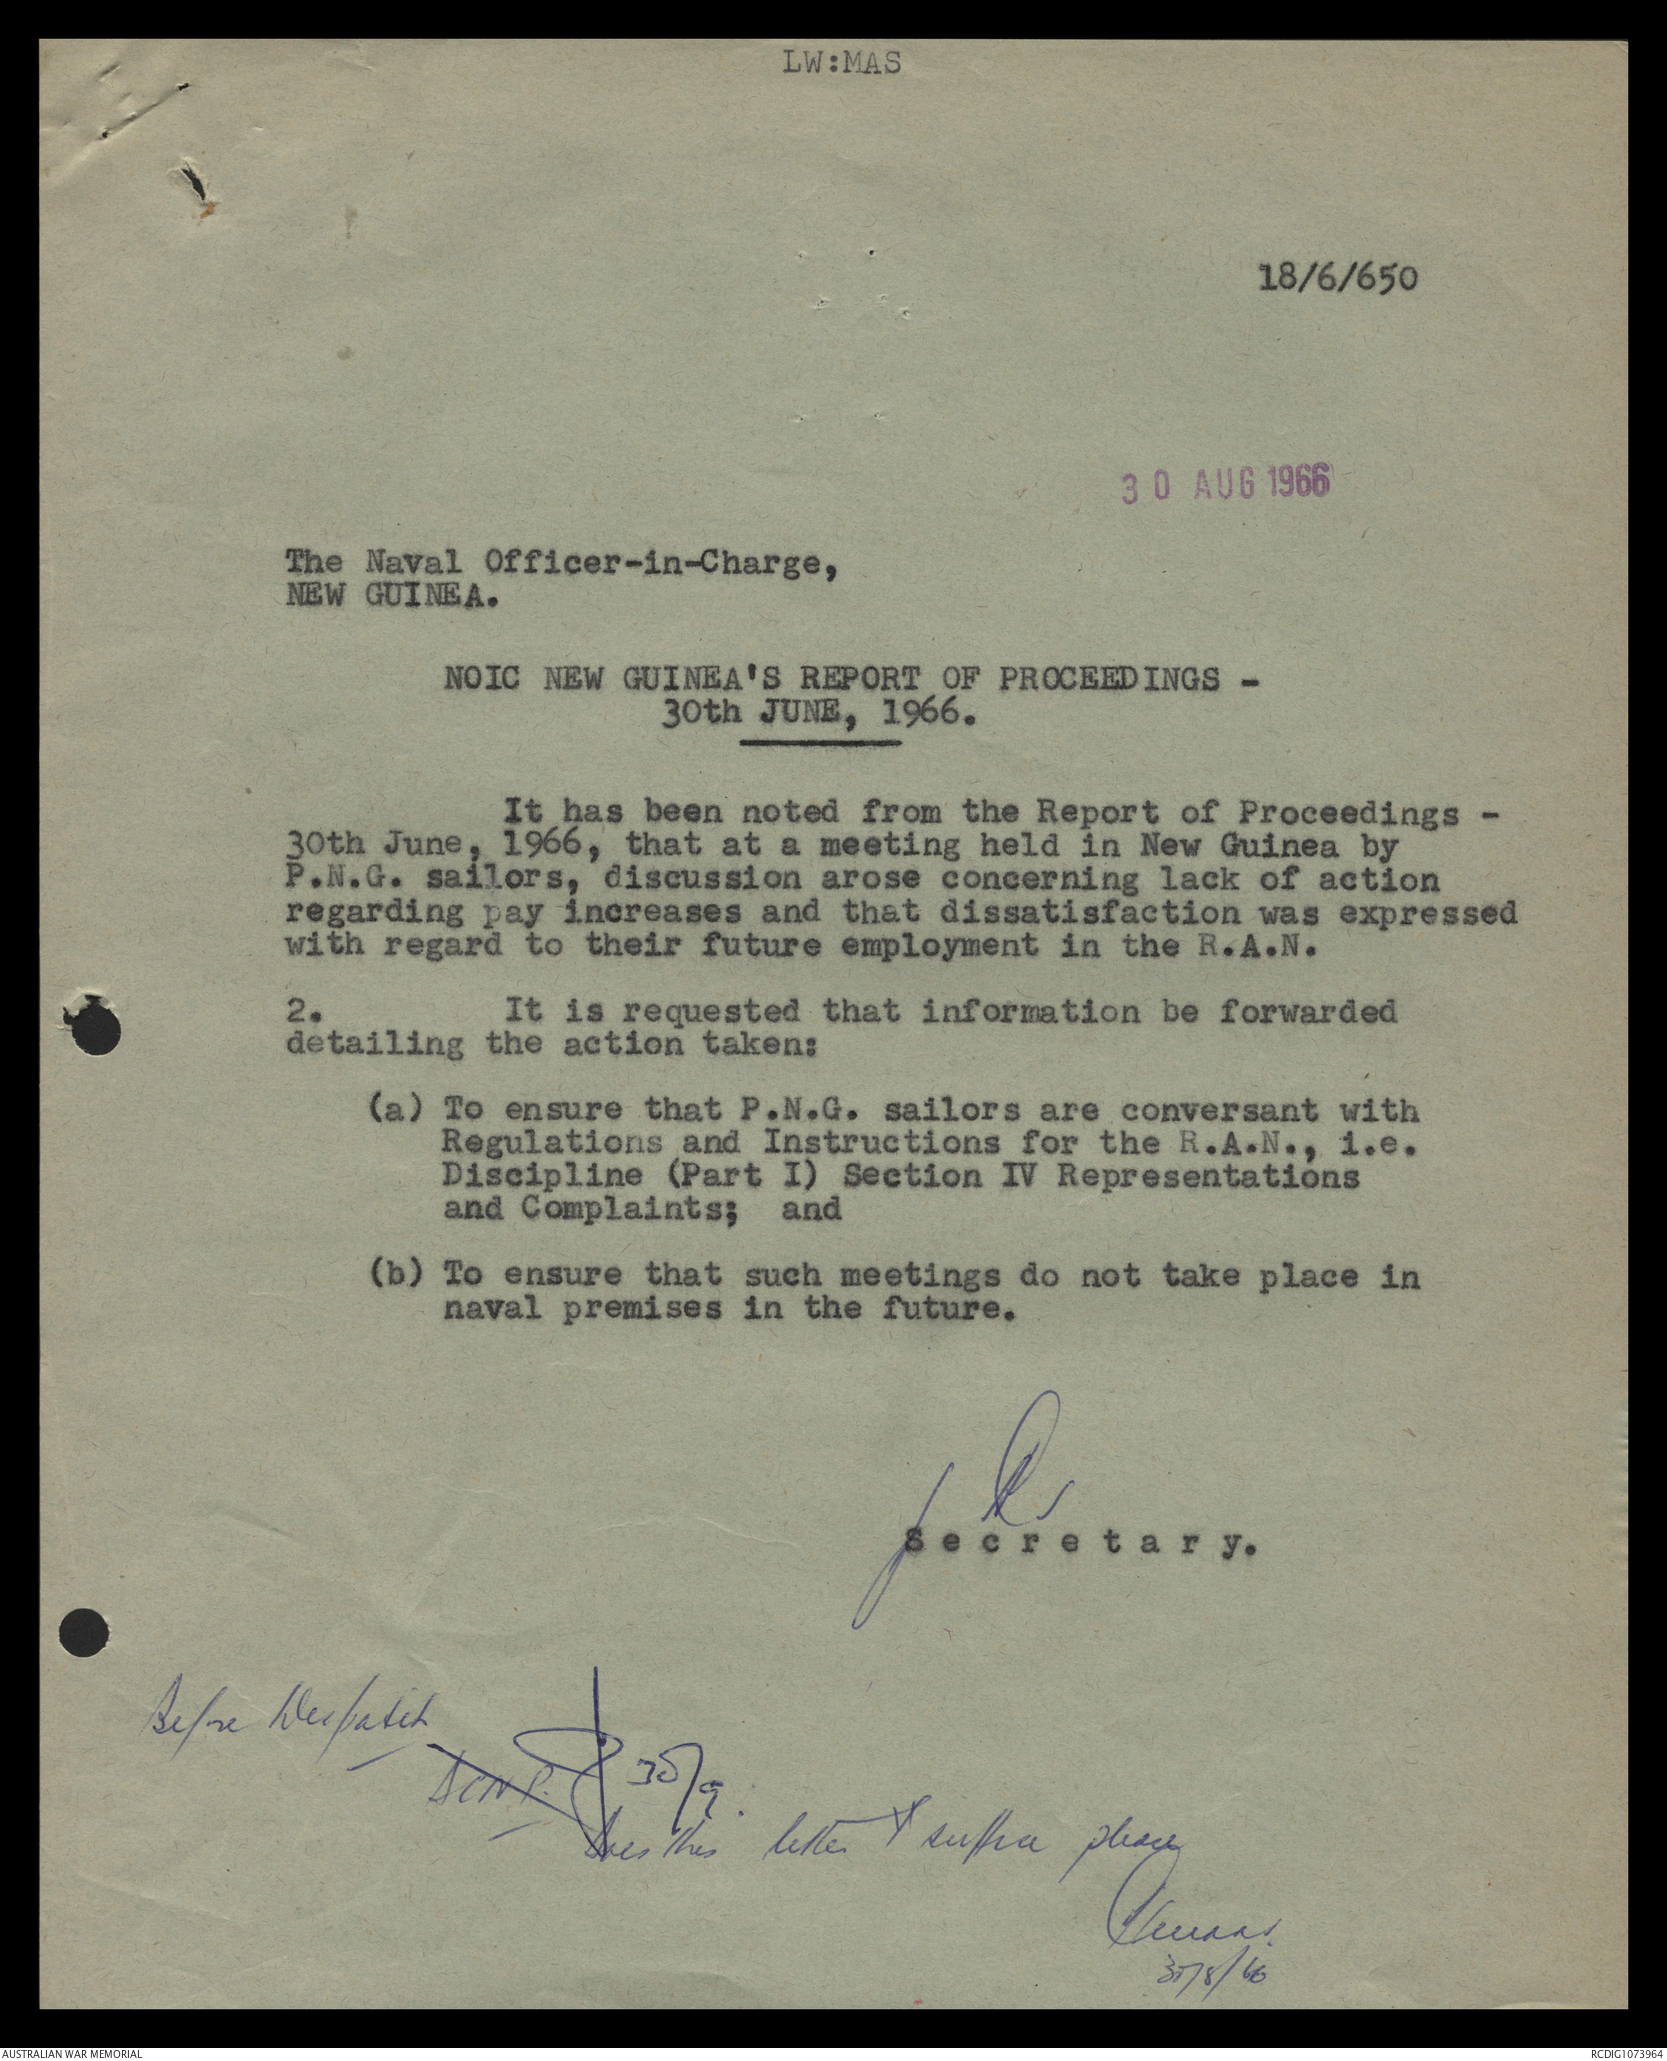 LW:MAS
18/6/650
30 AUG 1966
The Naval Officer-in-Charge,
NEW GUINEA.
NOIC NEW GUINEA'S REPORT OF PROCEEDINGS -
30th JUNE, 1966.
It has been noted from the Report of Proceedings -
30th June, 1966, that at a meeting held in New Guinea by
P.N.G. sailors, discussion arose concerning lack of action
regarding pay increases and that dissatisfaction was expressed
with regard to their future employment in the R.A.N.
2. It is requested that information be forwarded
detailing the action taken:
(a) To ensure that P.N.G. sailors are conversant with
Regulations and Instructions for the R.A.N., i.e.
Discipline (Part I) Section IV Representations
and Complaints; and
(b) To ensure that such meetings do not take place in
naval premises in the future.
Secretary.
Before Despatch
DCNP. 30/9.
this letter please
30/8/66
AUSTRALIAN WAR MEMORIAL
RCDIG1073964